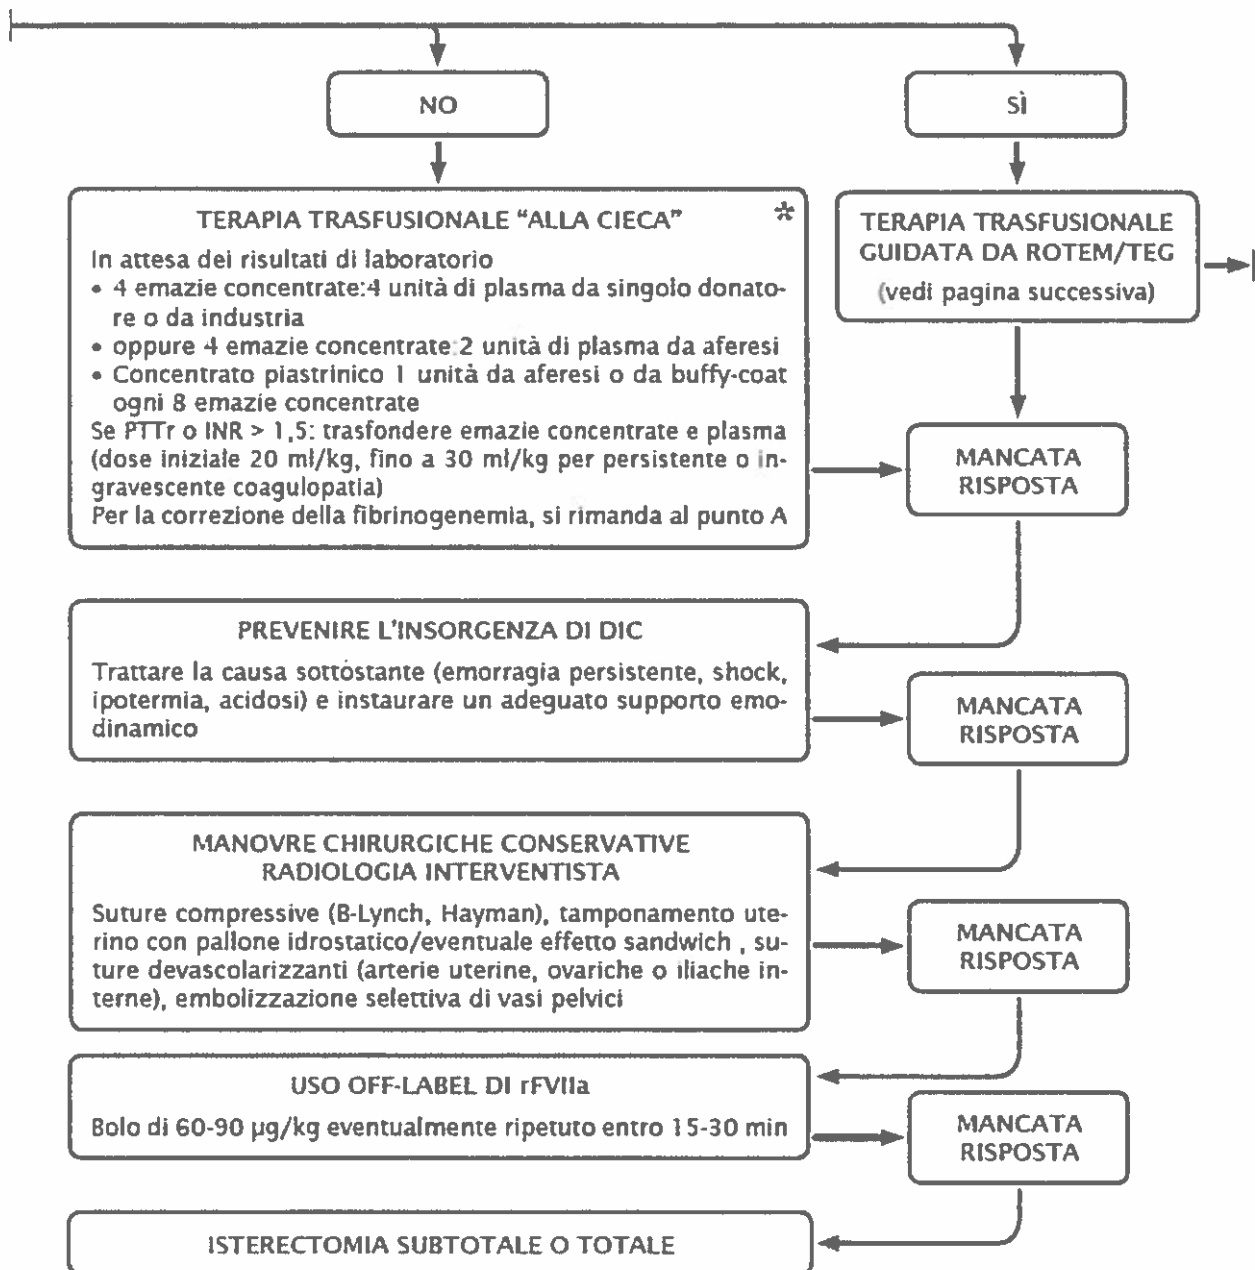 NO
SÌ
TERAPIA TRASFUSIONALE "ALLA CIECA" *
In attesa dei risultati di laboratorio
• 4 emazie concentrate:4 unità di plasma da singolo donato-
re o da industria
• oppure 4 emazie concentrate:2 unità di plasma da aferesi
• Concentrato piastrinico 1 unità da aferesi o da buffy-coat
ogni 8 emazie concentrate
Se PTTr o INR > 1,5: trasfondere emazie concentrate e plasma
(dose iniziale 20 ml/kg, fino a 30 ml/kg per persistente o in-
gravescente coagulopatia)
Per la correzione della fibrinogenemia, si rimanda al punto A
TERAPIA TRASFUSIONALE
GUIDATA DA ROTEM/TEG
(vedi pagina successiva)
MANCATA
RISPOSTA
PREVENIRE L'INSORGENZA DI DIC
Trattare la causa sottostante (emorragia persistente, shock,
ipotermia, acidosi) e instaurare un adeguato supporto emo-
dinamico
MANCATA
RISPOSTA
MANOVRE CHIRURGICHE CONSERVATIVE
RADIOLOGIA INTERVENTISTA
Suture compressive (B-Lynch, Hayman), tamponamento ute-
rino con pallone idrostatico/eventuale effetto sandwich , su-
ture devascolarizzanti (arterie uterine, ovariche o iliache in-
terne), embolizzazione selettiva di vasi pelvici
MANCATA
RISPOSTA
USO OFF-LABEL DI rFVIIa
Bolo di 60-90 µg/kg eventualmente ripetuto entro 15-30 min
MANCATA
RISPOSTA
ISTERECTOMIA SUBTOTALE O TOTALE